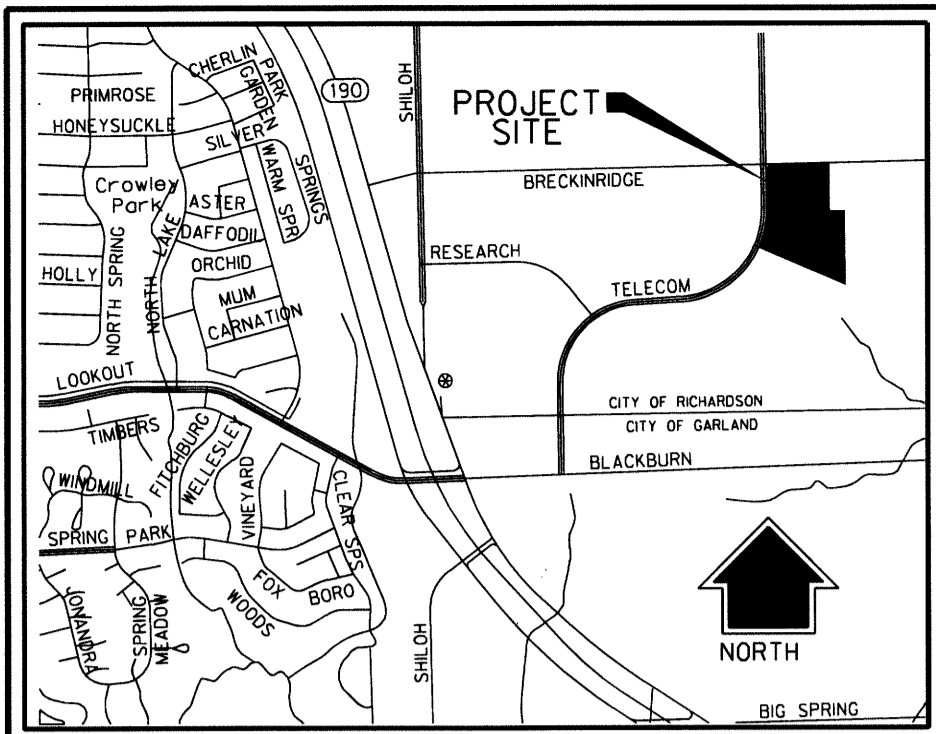 CHERLIN
PARK
GARDEN
190
SHILOH
PRIMROSE
HONEYSUCKLE
SILVER
SPRINGS
WARM SPR
PROJECT
SITE
BRECKINRIDGE
Crowley
Park
ASTER
DAFFODIL
ORCHID
NORTH LAKE
HOLLY
NORTH SPRING
MUM
CARNATION
RESEARCH
TELECOM
LOOKOUT
CITY OF RICHARDSON
CITY OF GARLAND
BLACKBURN
TIMBERS
FITCHBURG
WELLESLEY
VINEYARD
CLEAR SPS
WINDMILL
SPRING PARK
FOX BORO
WOODS
JONANDRA
SPRING
MEADOW
SHILOH
NORTH
BIG SPRING